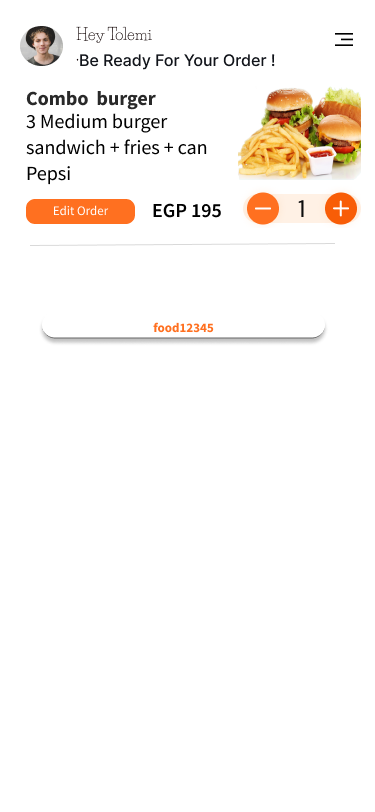 Hey Tolemi
·Be Ready For Your Order !
Combo burger
3 Medium burger
sandwich + fries + can
Pepsi
Edit Order
EGP 195
1
food12345